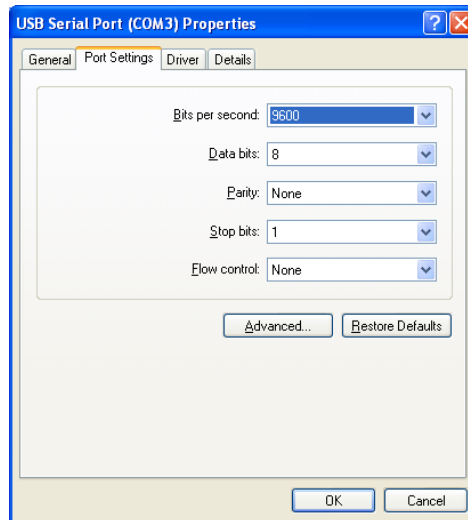 USB Serial Port (COM3) Properties
General Port Settings Driver Details
Bits per second: 9600
Data bits: 8
Parity: None
Stop bits: 1
Flow control: None
Advanced... Restore Defaults
OK Cancel